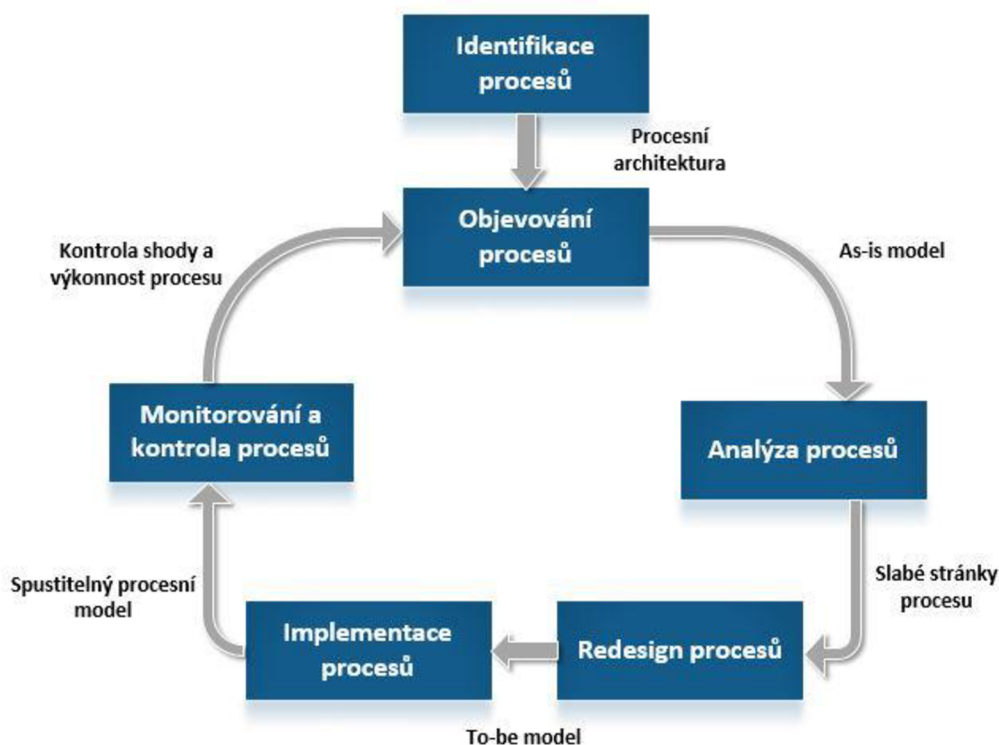 Identifikace
procesů
Procesní
architektura
Objevování
procesů
Kontrola shody a
výkonnost procesu
As-is model
Monitorování a
kontrola procesů
Analýza procesů
Slabé stránky
procesu
Spustitelný procesní
model
Implementace
procesů
Redesign procesů
To-be model